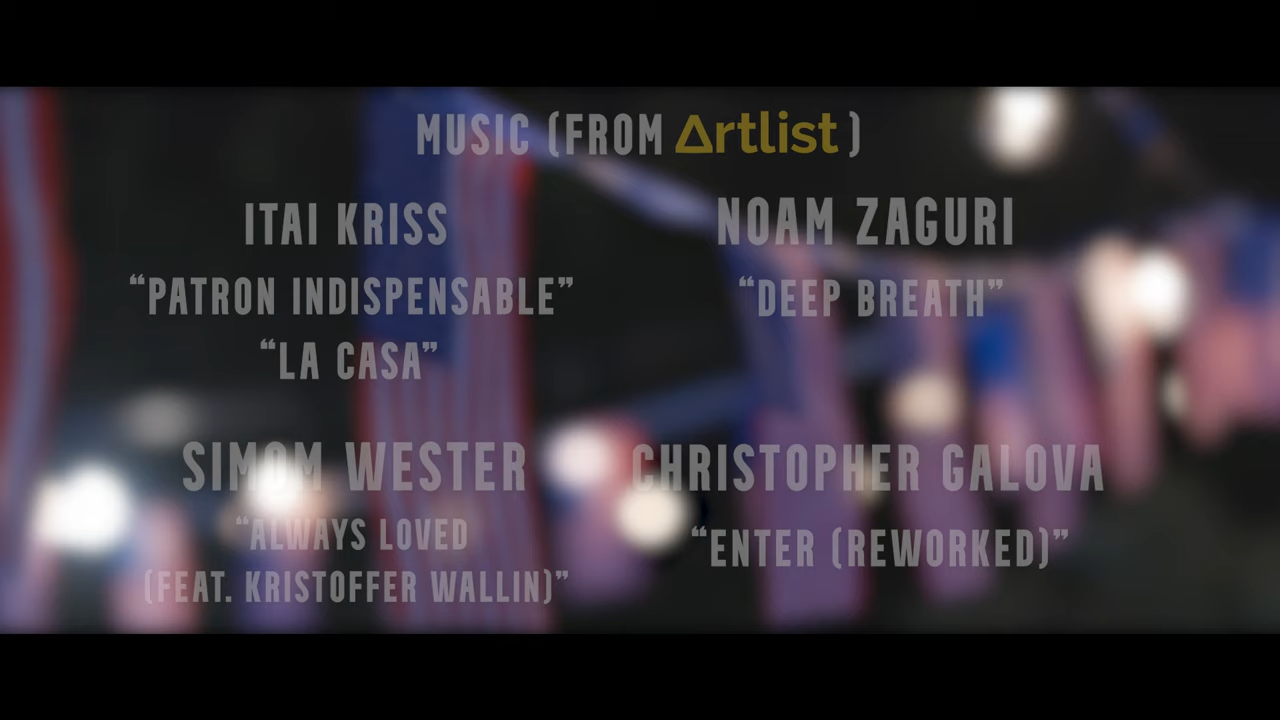 MUSIC (FROM Artlist)
ITAI KRISS
“PATRON INDISPENSABLE”
“LA CASA”
NOAM ZAGURI
“DEEP BREATH”
SIMOM WESTER
“ALWAYS LOVED
(FEAT. KRISTOFFER WALLIN)”
CHRISTOPHER GALOVA
“ENTER (REWORKED)”